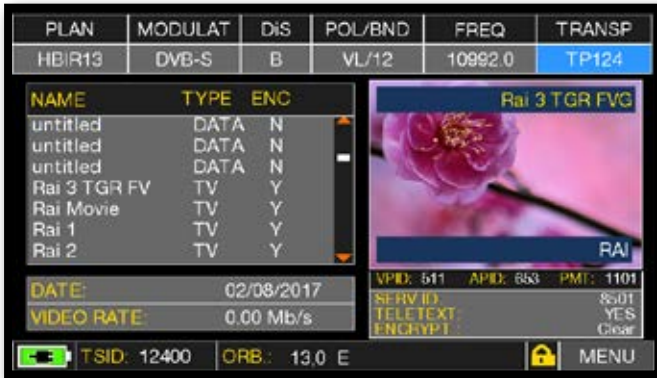 PLAN MODULAT DiS POL/BND FREQ TRANSP
HBIR13 DVB-S B VL/12 10992.0 TP124
NAME TYPE ENC
untitled DATA N
untitled DATA N
untitled DATA N
Rai 3 TGR FV TV Y
Rai Movie TV Y
Rai 1 TV Y
Rai 2 TV Y
DATE: 02/08/2017
VIDEO RATE: 0.00 Mb/s
Rai 3 TGR FVG
RAI
VPID: 511 APID: 653 PMT: 1101
SERV ID. 8501
TELETEXT: YES
ENCRYPT: Clear
TSID: 12400 ORB.: 13,0 E MENU